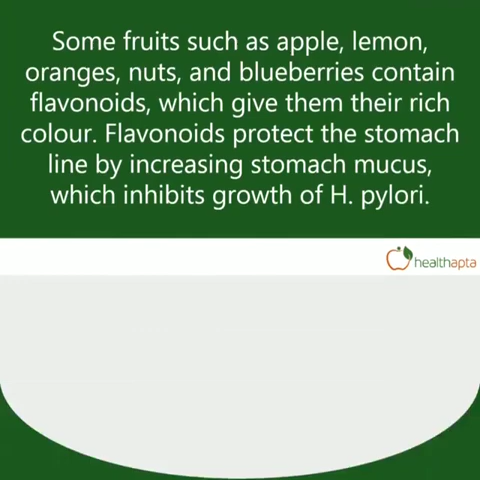 Some fruits such as apple, lemon,
oranges, nuts, and blueberries contain
flavonoids, which give them their rich
colour. Flavonoids protect the stomach
line by increasing stomach mucus,
which inhibits growth of H. pylori.
healthapta